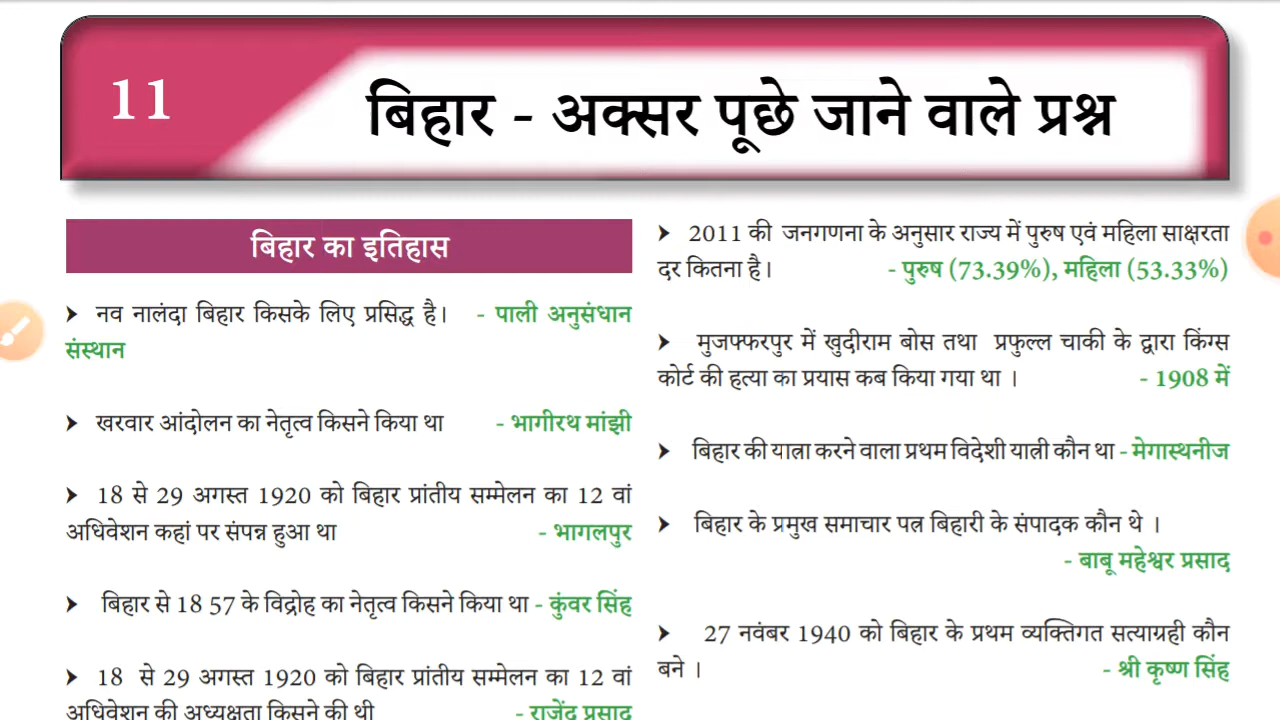 11
बिहार - अक्सर पूछे जाने वाले प्रश्न
बिहार का इतिहास
➤ नव नालंदा बिहार किसके लिए प्रसिद्ध है। - पाली अनुसंधान
संस्थान
➤ खरवार आंदोलन का नेतृत्व किसने किया था - भागीरथ मांझी
➤ 18 से 29 अगस्त 1920 को बिहार प्रांतीय सम्मेलन का 12 वां
अधिवेशन कहां पर संपन्न हुआ था - भागलपुर
➤ बिहार से 18 57 के विद्रोह का नेतृत्व किसने किया था - कुंवर सिंह
➤ 18 से 29 अगस्त 1920 को बिहार प्रांतीय सम्मेलन का 12 वां
अधिवेशन की अध्यक्षता किसने की थी - राजेंद्र प्रसाद
➤ 2011 की जनगणना के अनुसार राज्य में पुरुष एवं महिला साक्षरता
दर कितना है। - पुरुष (73.39%), महिला (53.33%)
➤ मुजफ्फरपुर में खुदीराम बोस तथा प्रफुल्ल चाकी के द्वारा किंग्स
कोर्ट की हत्या का प्रयास कब किया गया था । - 1908 में
➤ बिहार की यात्रा करने वाला प्रथम विदेशी यात्री कौन था - मेगास्थनीज
➤ बिहार के प्रमुख समाचार पत्र बिहारी के संपादक कौन थे ।
- बाबू महेश्वर प्रसाद
➤ 27 नवंबर 1940 को बिहार के प्रथम व्यक्तिगत सत्याग्रही कौन
बने । - श्री कृष्ण सिंह